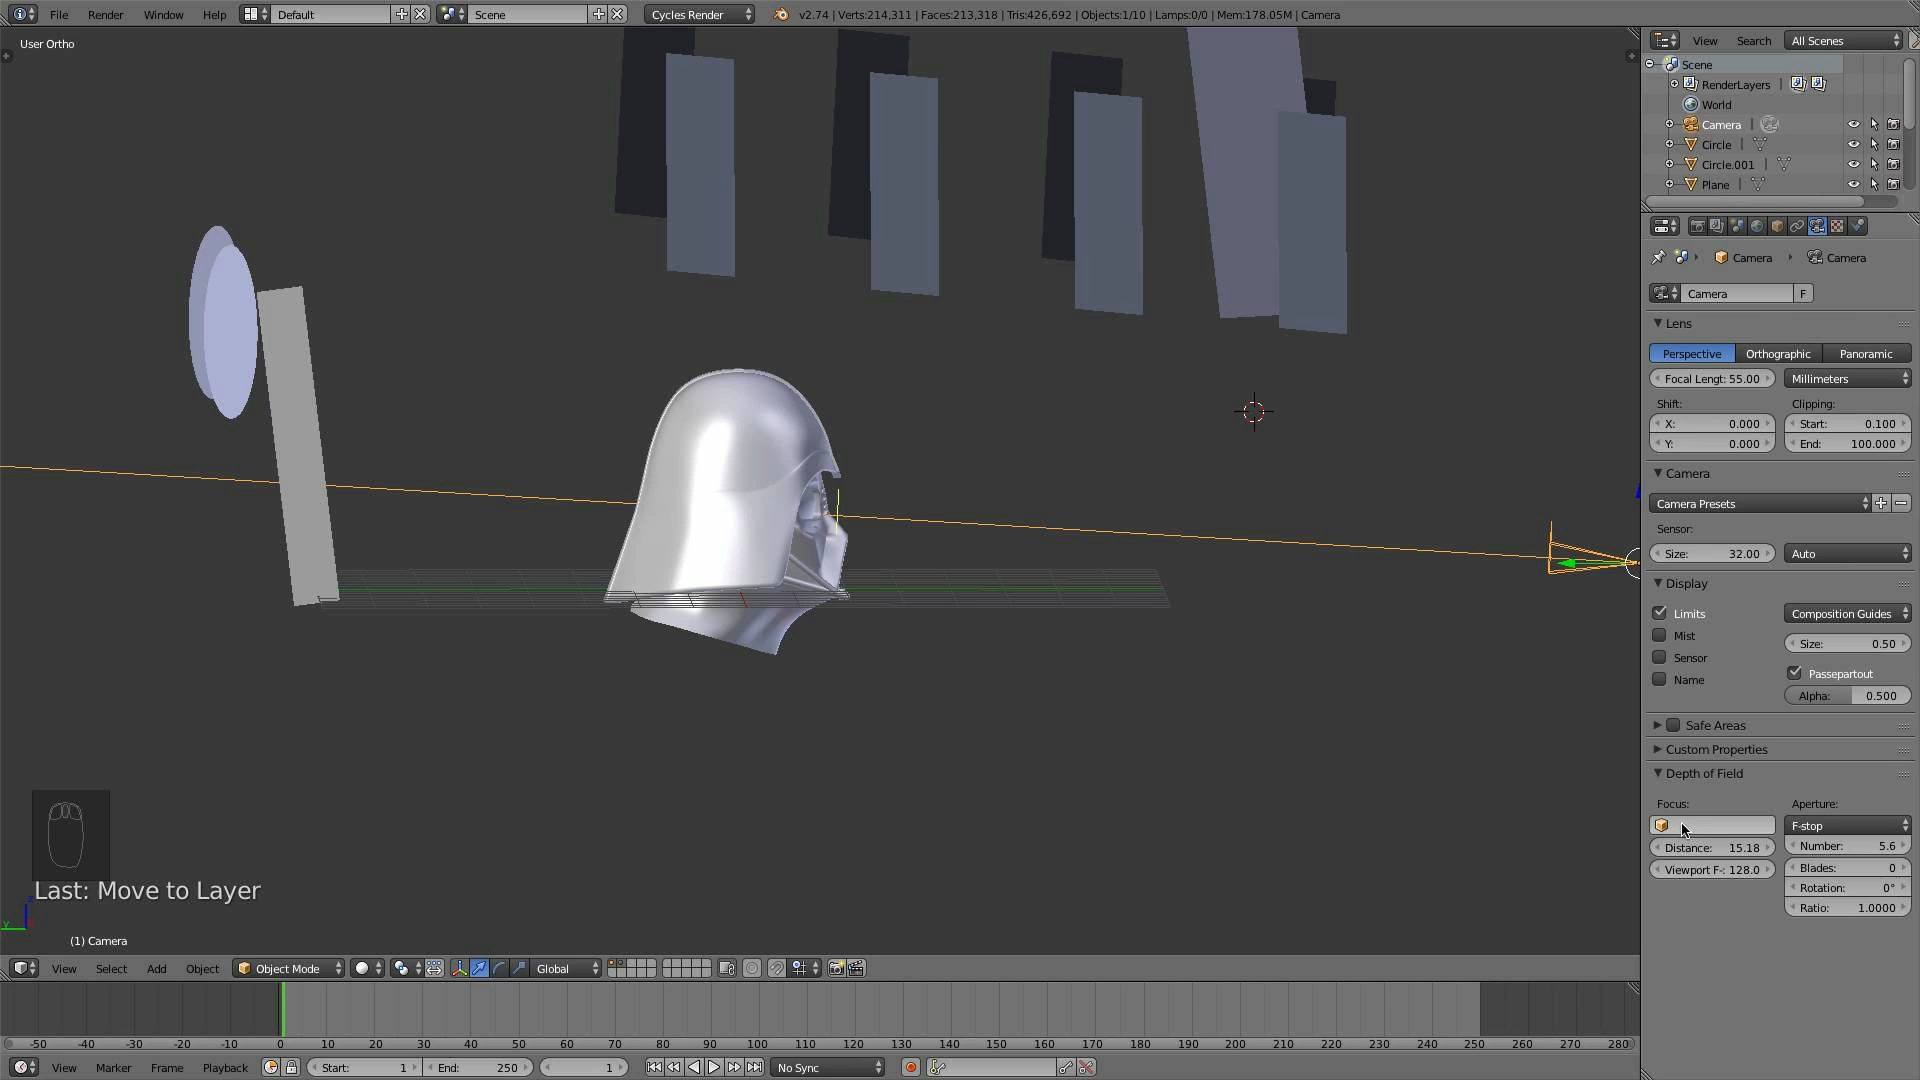 File Render Window Help Default Scene Cycles Render v2.74 | Verts:214,311 | Faces:213,318 | Tris:426,692 | Objects:1/10 | Lamps:0/0 | Mem:178.05M | Camera
User Ortho
View Search All Scenes
Scene
RenderLayers |
World
Camera |
Circle |
Circle.001 |
Plane |
Camera Camera
Camera F
Lens
Perspective Orthographic Panoramic
Focal Lengt: 55.00 Millimeters
Shift: Clipping:
X: 0.000 Start: 0.100
Y: 0.000 End: 100.000
Camera
Camera Presets
Sensor:
Size: 32.00 Auto
Display
Limits Composition Guides
Mist Size: 0.50
Sensor Passepartout
Name Alpha: 0.500
Safe Areas
Custom Properties
Depth of Field
Focus: Aperture:
F-stop
Distance: 15.18 Number: 5.6
Viewport F-: 128.0 Blades: 0
Rotation: 0°
Ratio: 1.0000
Last: Move to Layer
(1) Camera
View Select Add Object Object Mode Global
-50 -40 -30 -20 -10 0 10 20 30 40 50 60 70 80 90 100 110 120 130 140 150 160 170 180 190 200 210 220 230 240 250 260 270 280
View Marker Frame Playback Start: 1 End: 250 1 No Sync